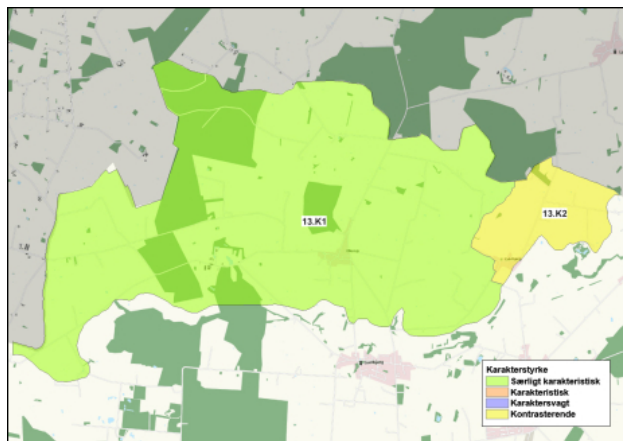 13.K1
13.K2
Karakterstyrke
Særligt karakteristisk
Karakteristisk
Karaktersvagt
Kontrasterende